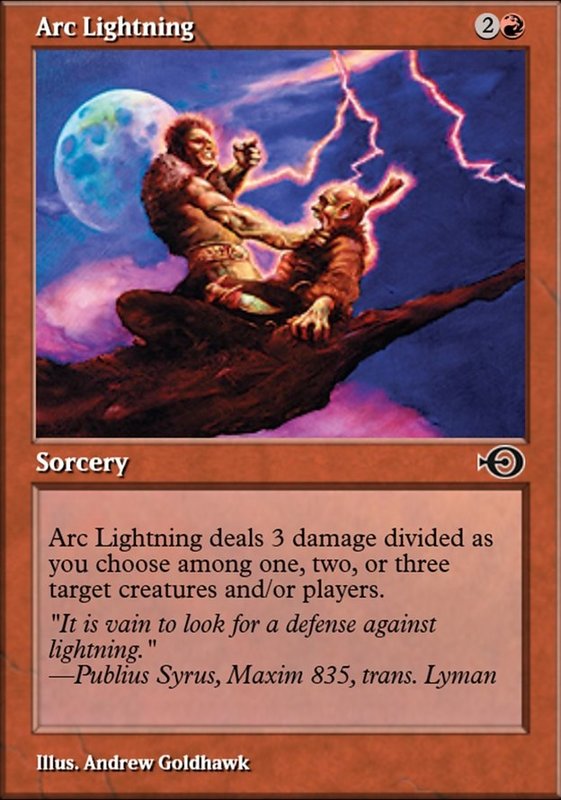 Arc Lightning 2
Sorcery
Arc Lightning deals 3 damage divided as
you choose among one, two, or three
target creatures and/or players.
"It is vain to look for a defense against
lightning."
—Publius Syrus, Maxim 835, trans. Lyman
Illus. Andrew Goldhawk